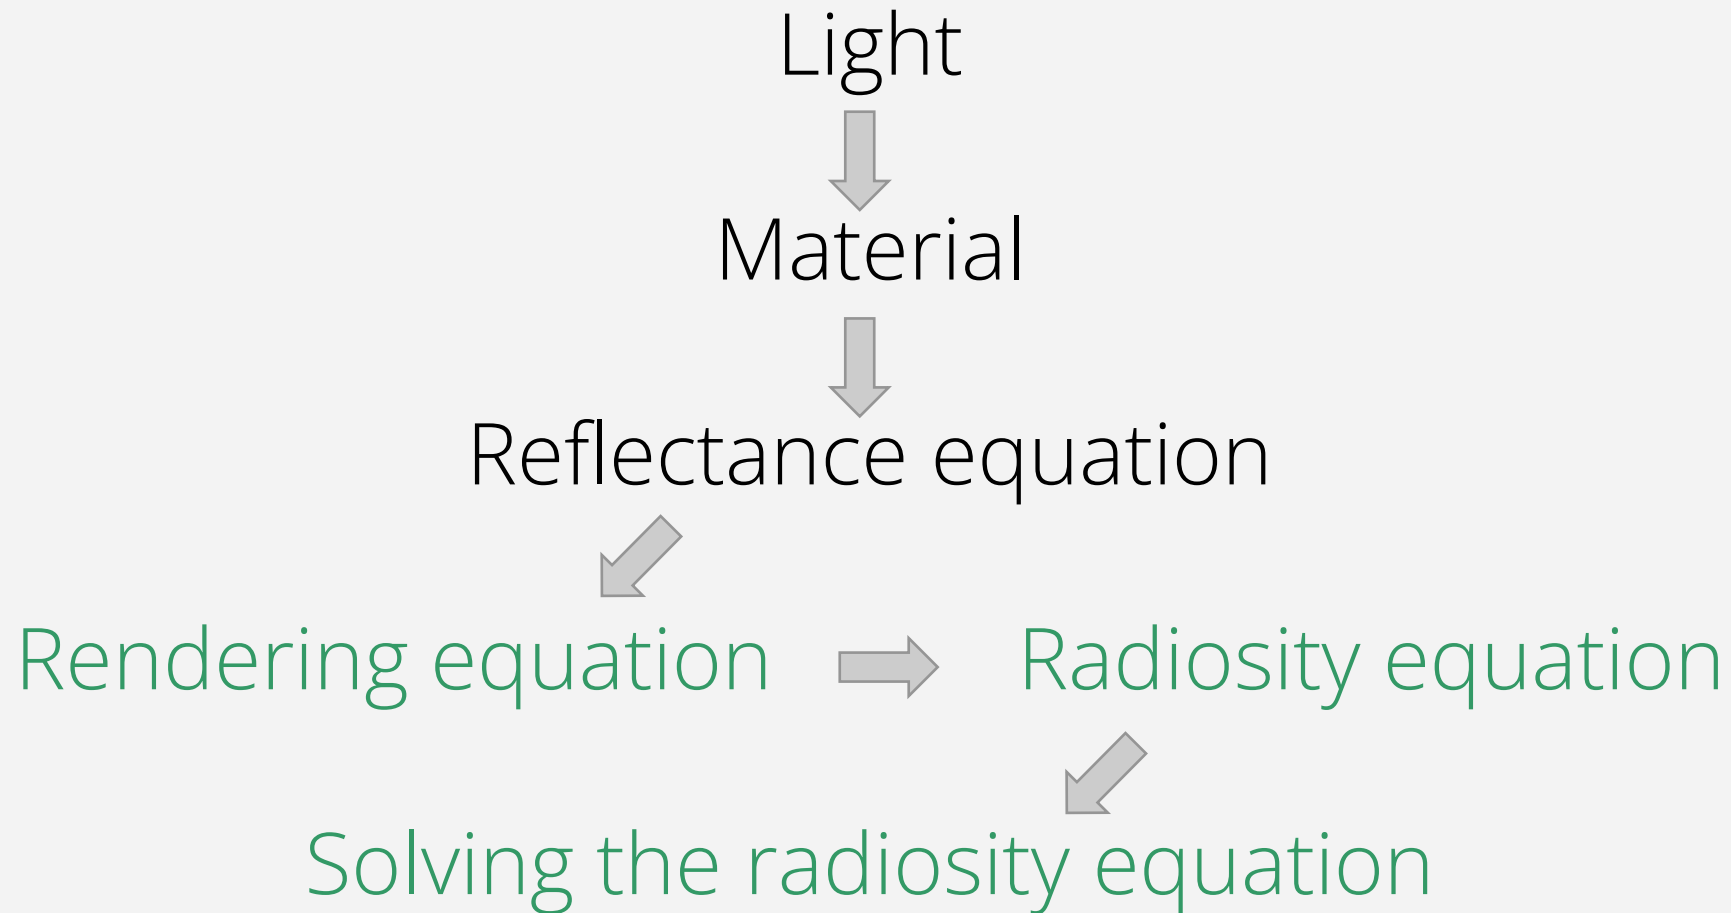 Light
Material
Reflectance equation
Rendering equation
Radiosity equation
Solving the radiosity equation